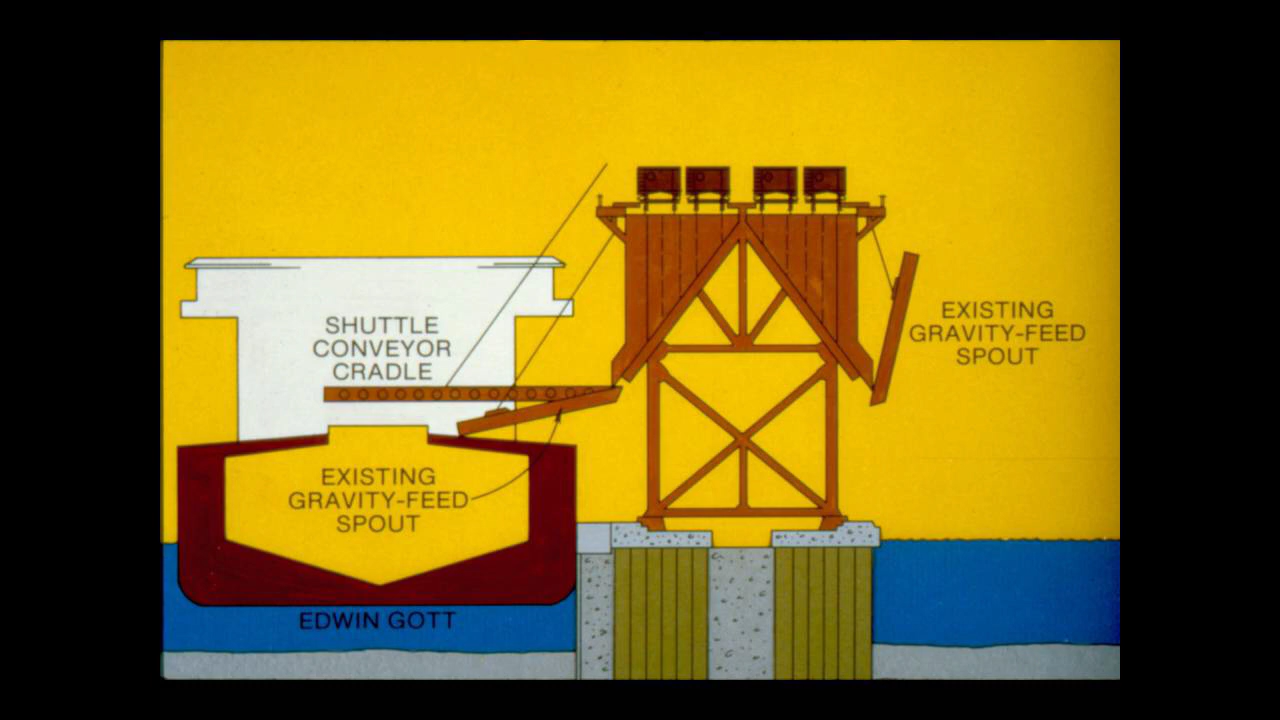 SHUTTLE
CONVEYOR
CRADLE
EXISTING
GRAVITY-FEED
SPOUT
EXISTING
GRAVITY-FEED
SPOUT
EDWIN GOTT